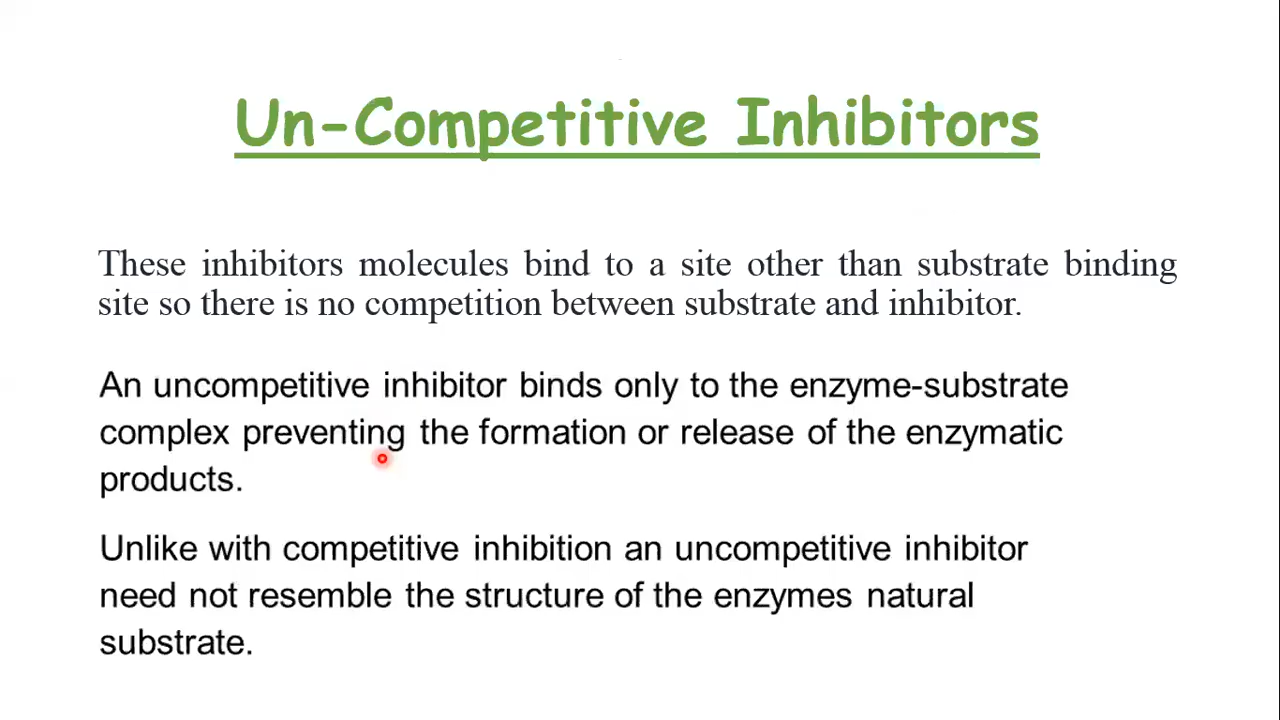 Un-Competitive Inhibitors
These inhibitors molecules bind to a site other than substrate binding
site so there is no competition between substrate and inhibitor.
An uncompetitive inhibitor binds only to the enzyme-substrate
complex preventing the formation or release of the enzymatic
products.
Unlike with competitive inhibition an uncompetitive inhibitor
need not resemble the structure of the enzymes natural
substrate.